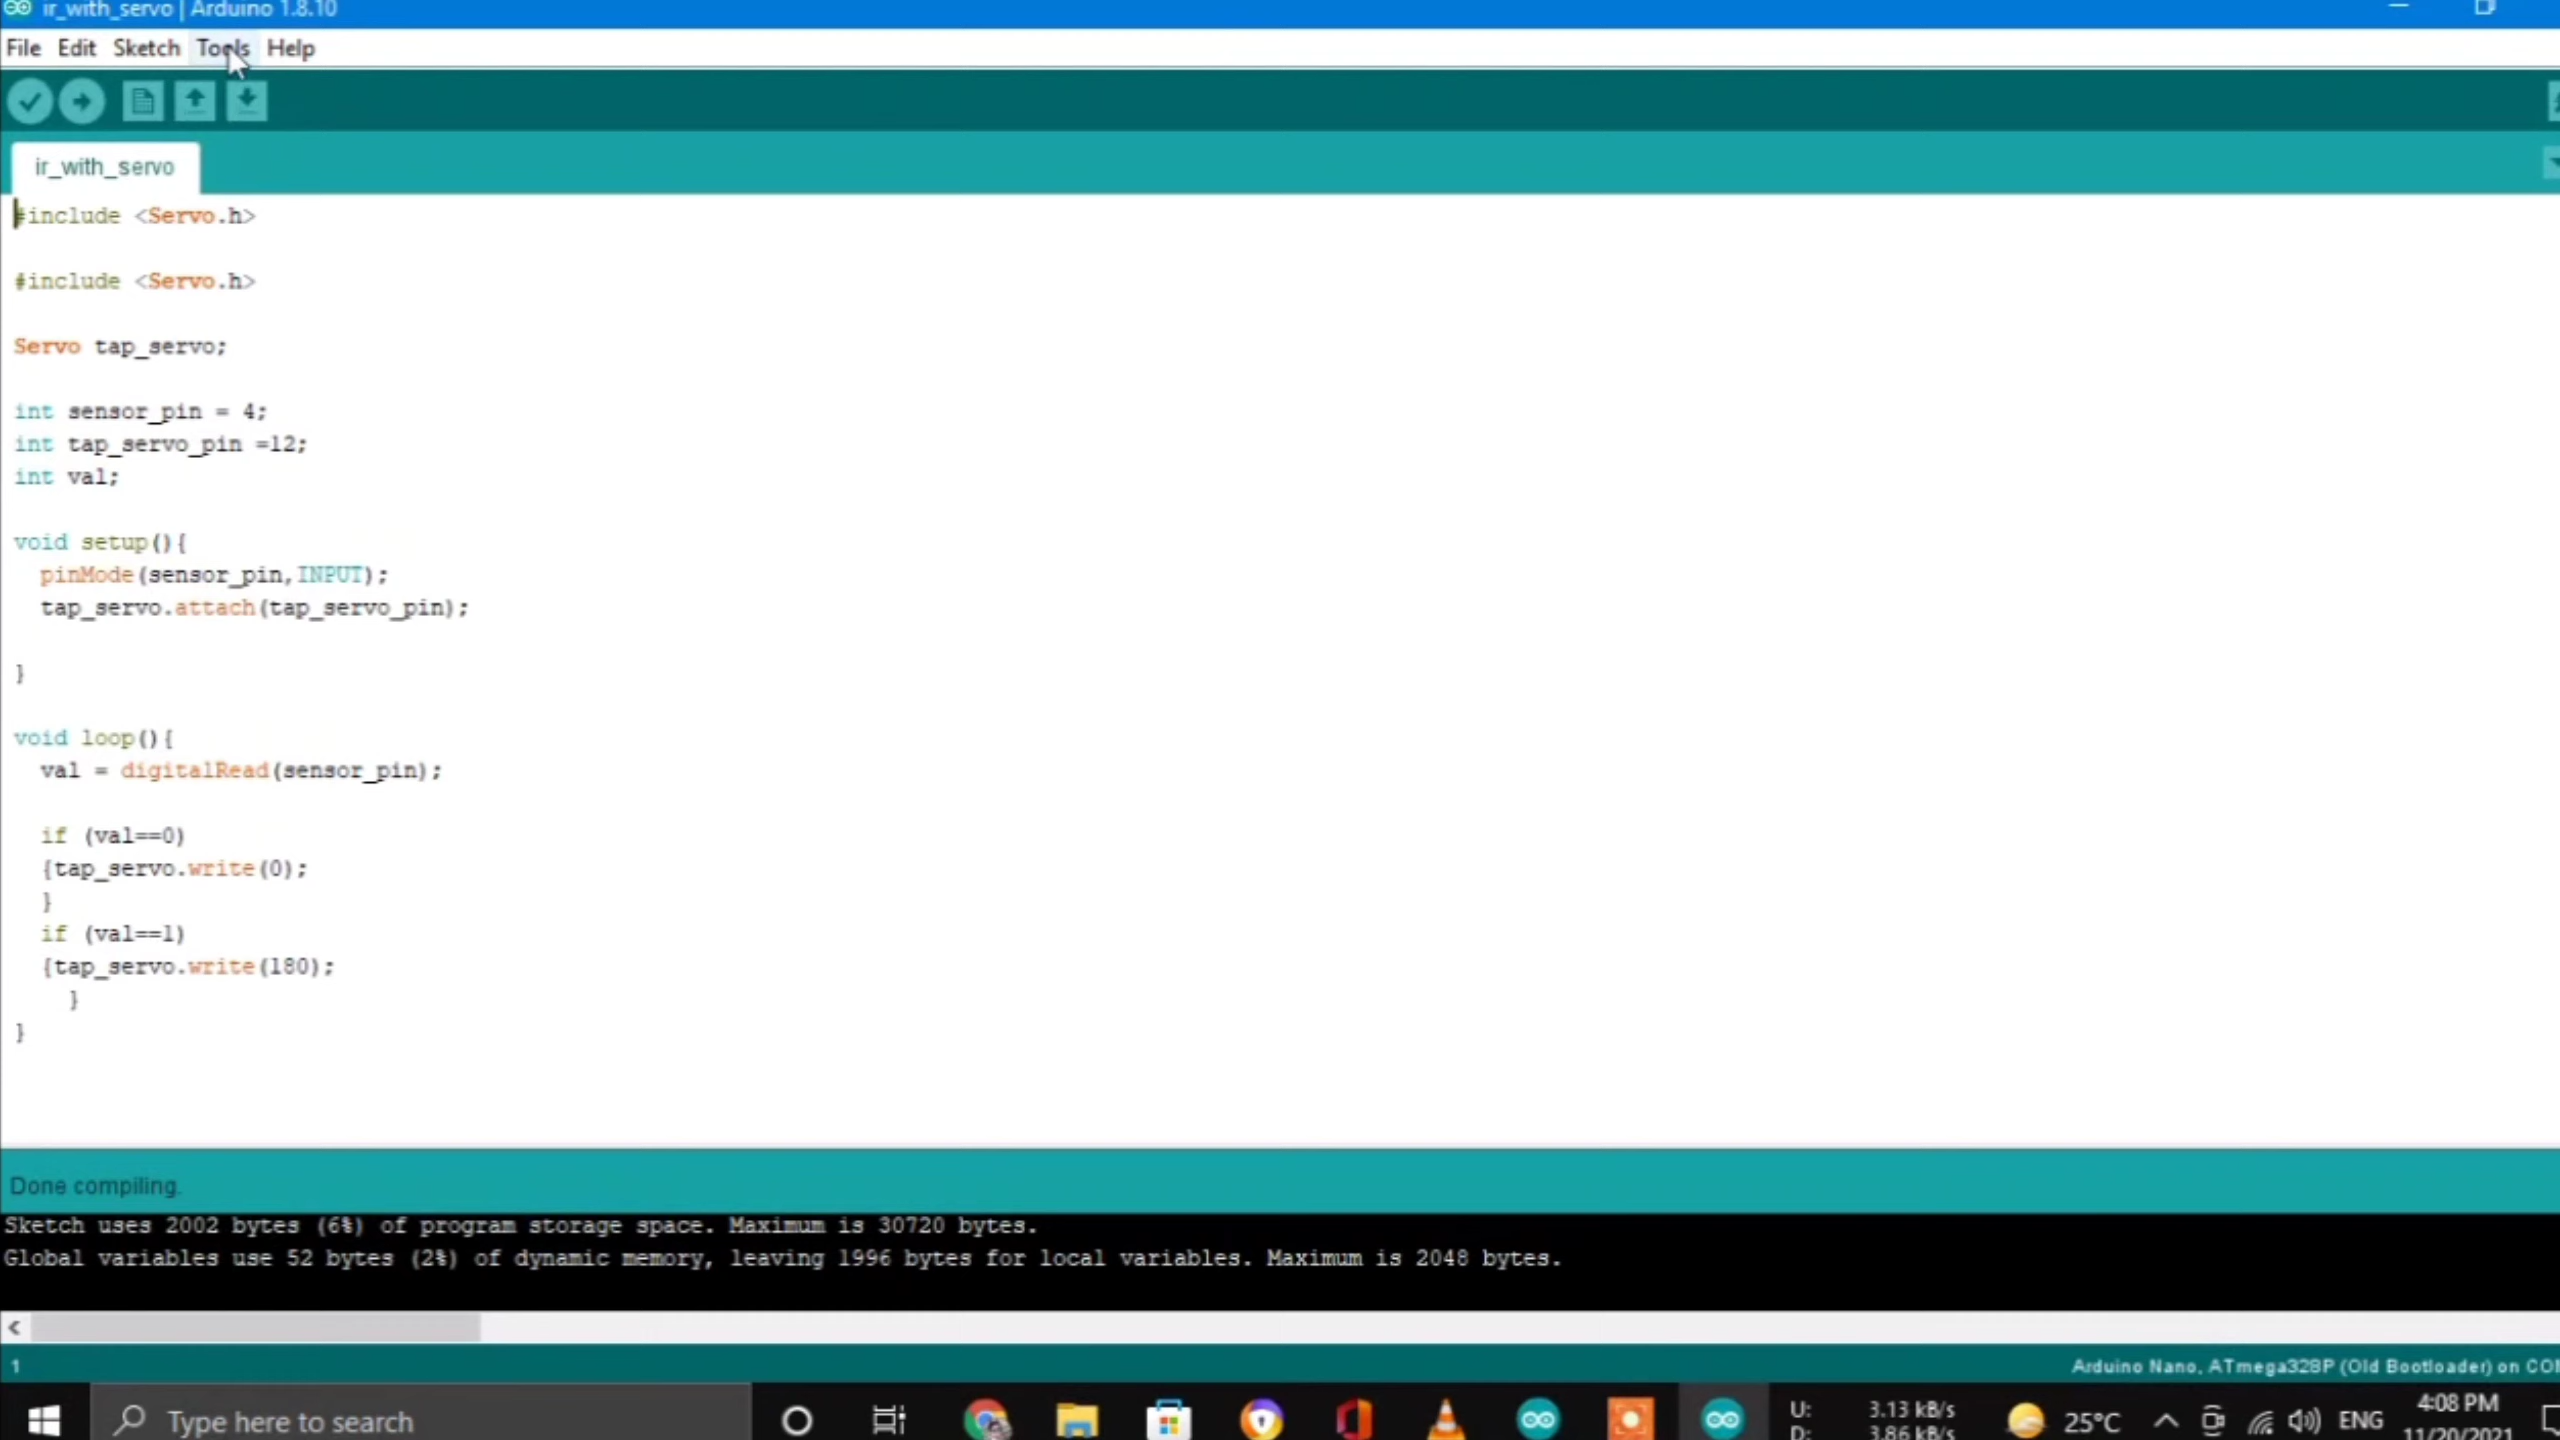 ir_with_servo | Arduino 1.8.10
File Edit Sketch Tools Help
ir_with_servo
#include <Servo.h>
#include <Servo.h>
Servo tap_servo;
int sensor_pin = 4;
int tap_servo_pin =12;
int val;
void setup(){
pinMode(sensor_pin,INPUT);
tap_servo.attach(tap_servo_pin);
}
void loop(){
val = digitalRead(sensor_pin);
if (val==0)
{tap_servo.write(0);
}
if (val==1)
{tap_servo.write(180);
}
}
Done compiling.
Sketch uses 2002 bytes (6%) of program storage space. Maximum is 30720 bytes.
Global variables use 52 bytes (2%) of dynamic memory, leaving 1996 bytes for local variables. Maximum is 2048 bytes.
1
Arduino Nano, ATmega328P (Old Bootloader) on CO
Type here to search
U: 3.13 kB/s
D: 3.86 kB/s
25°C
ENG
4:08 PM
11/20/2021